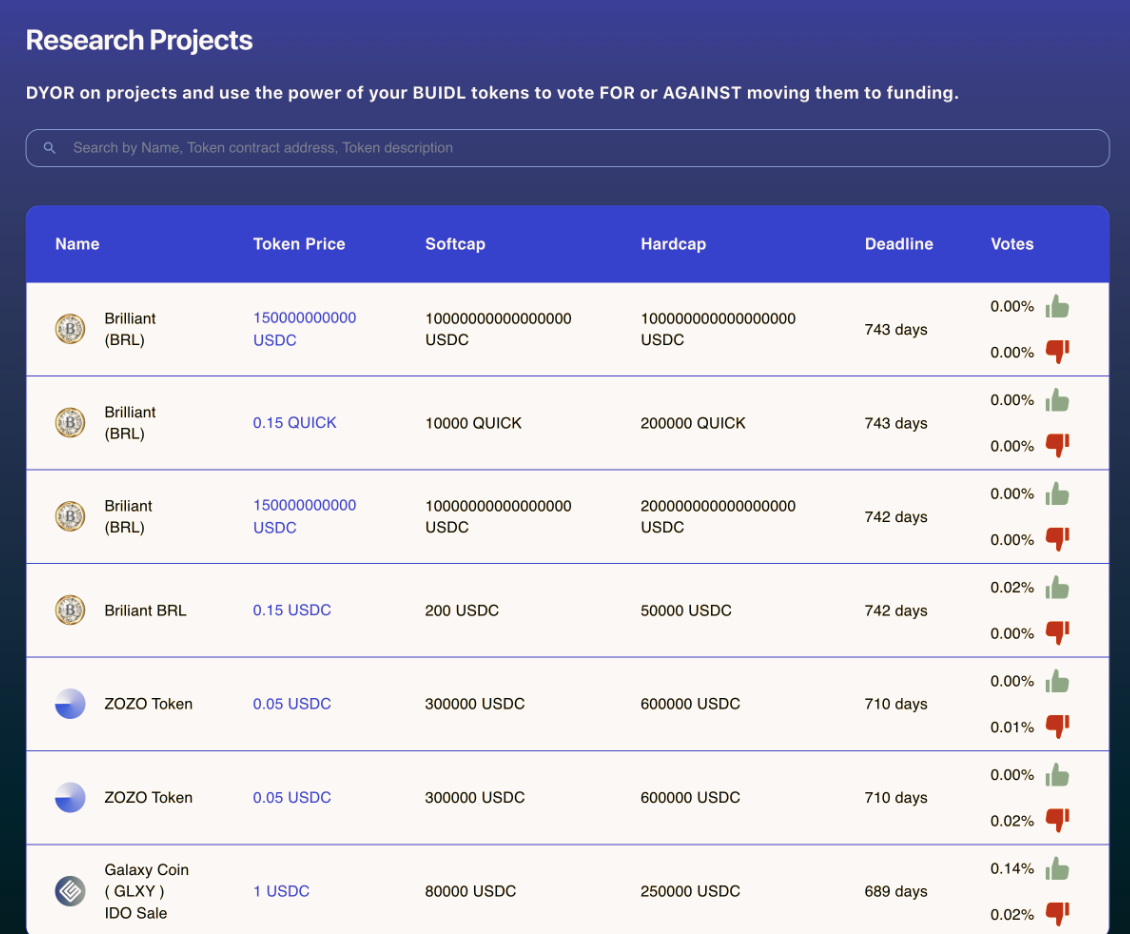 Research Projects
DYOR on projects and use the power of your BUIDL tokens to vote FOR or AGAINST moving them to funding.
Search by Name, Token contract address, Token description
Name Token Price Softcap Hardcap Deadline Votes
Brilliant
(BRL)
150000000000
USDC
10000000000000000
USDC
100000000000000000
USDC
743 days
0.00%
0.00%
Brilliant
(BRL)
0.15 QUICK
10000 QUICK
200000 QUICK
743 days
0.00%
0.00%
Briliant
(BRL)
150000000000
USDC
10000000000000000
USDC
200000000000000000
USDC
742 days
0.00%
0.00%
Briliant BRL
0.15 USDC
200 USDC
50000 USDC
742 days
0.02%
0.00%
ZOZO Token
0.05 USDC
300000 USDC
600000 USDC
710 days
0.00%
0.01%
ZOZO Token
0.05 USDC
300000 USDC
600000 USDC
710 days
0.00%
0.02%
Galaxy Coin
( GLXY )
IDO Sale
1 USDC
80000 USDC
250000 USDC
689 days
0.14%
0.02%